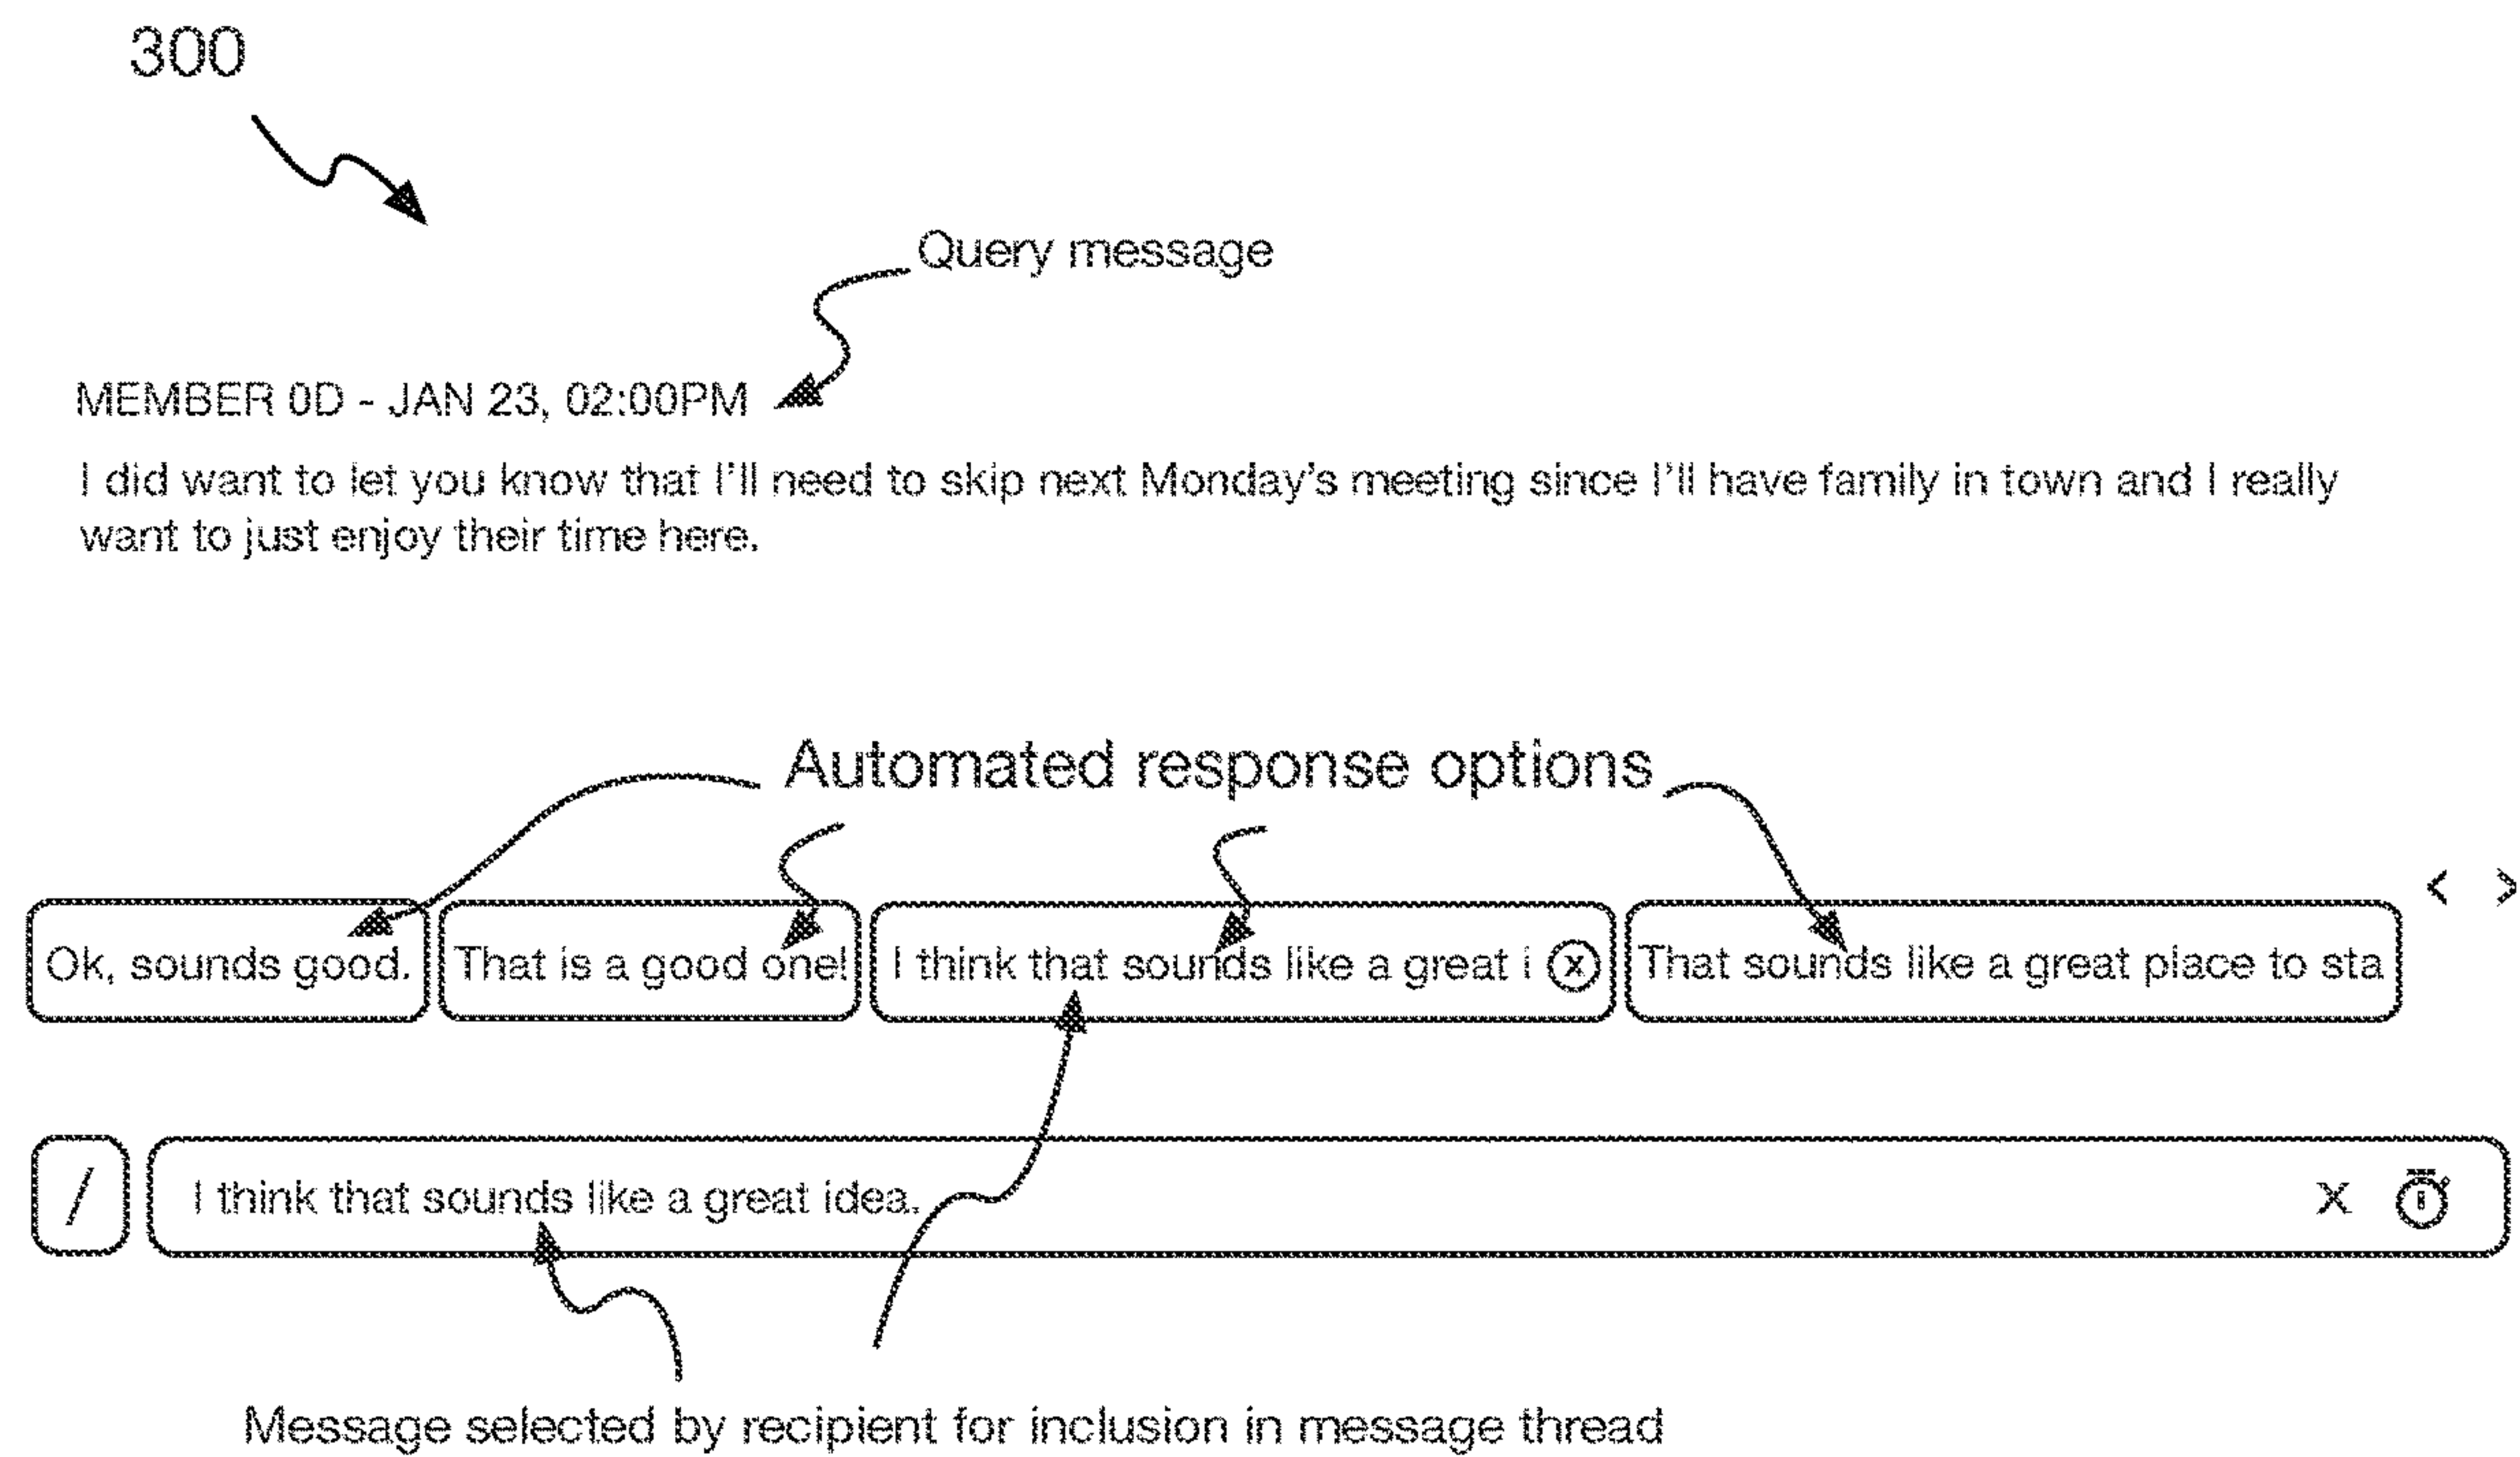 300
Query message
MEMBER 0D - JAN 23, 02:00PM
I did want to let you know that I'll need to skip next Monday's meeting since I'll have family in town and I really
want to just enjoy their time here.
Automated response options
< >
Ok, sounds good. That is a good one! I think that sounds like a great i ⓧ That sounds like a great place to sta
/ I think that sounds like a great idea. X
Message selected by recipient for inclusion in message thread